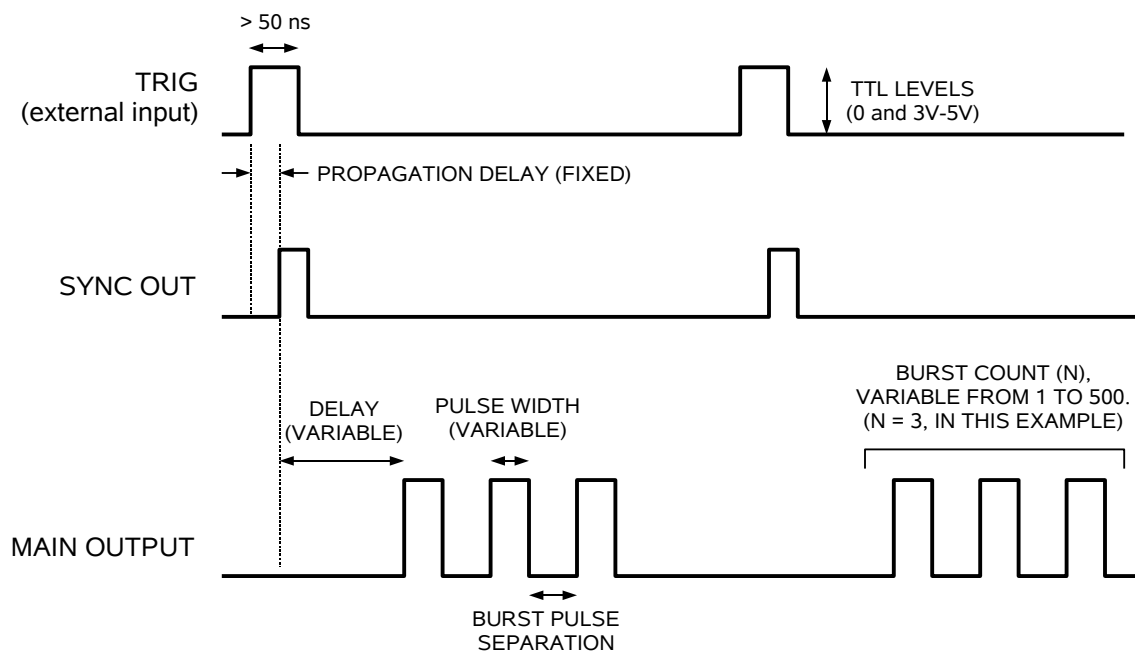 > 50 ns
TRIG
(external input)
TTL LEVELS
(0 and 3V-5V)
PROPAGATION DELAY (FIXED)
SYNC OUT
BURST COUNT (N),
VARIABLE FROM 1 TO 500.
(N = 3, IN THIS EXAMPLE)
DELAY
(VARIABLE)
PULSE WIDTH
(VARIABLE)
MAIN OUTPUT
BURST PULSE
SEPARATION